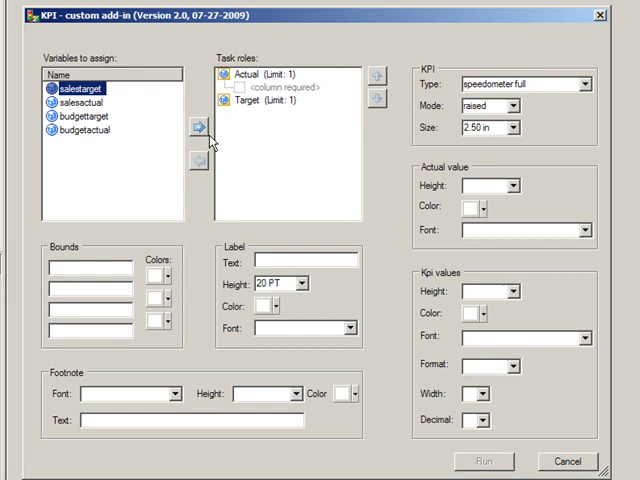 KPI - custom add-in (Version 2.0, 07-27-2009)
Variables to assign:
Name
salestarget
salesactual
budgettarget
budgetactual
Task roles:
Actual (Limit: 1)
<column required>
Target (Limit: 1)
KPI
Type: speedometer full
Mode: raised
Size: 2.50 in
Actual value
Height:
Color:
Font:
Bounds
Colors:
Label
Text:
Height: 20 PT
Color:
Font:
Kpi values
Height:
Color:
Font:
Format:
Width:
Decimal:
Footnote
Font: Height: Color
Text:
Run Cancel